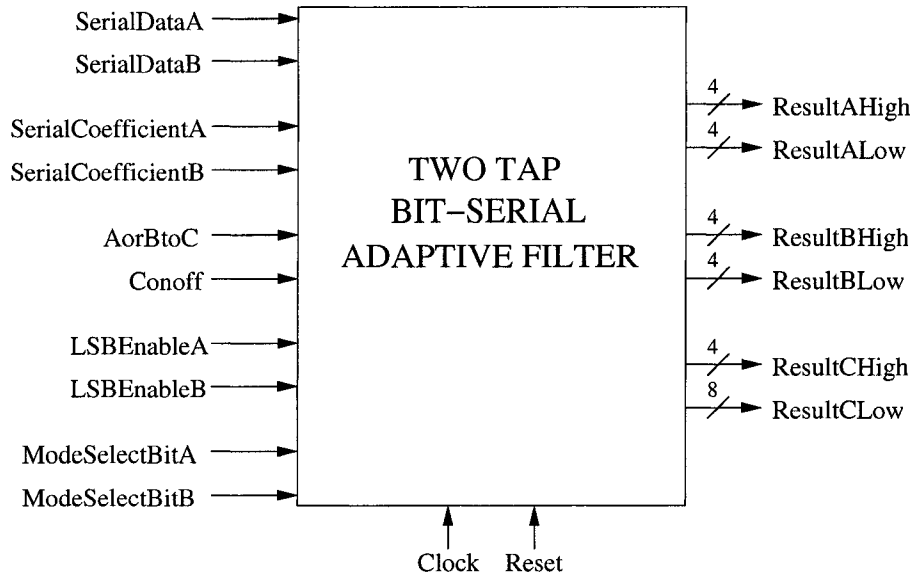 SerialDataA
SerialDataB
SerialCoefficientA
SerialCoefficientB
AorBtoC
Conoff
LSBEnableA
LSBEnableB
ModeSelectBitA
ModeSelectBitB
TWO TAP
BIT-SERIAL
ADAPTIVE FILTER
4
ResultAHigh
4
ResultALow
4
ResultBHigh
4
ResultBLow
4
ResultCHigh
8
ResultCLow
Clock
Reset